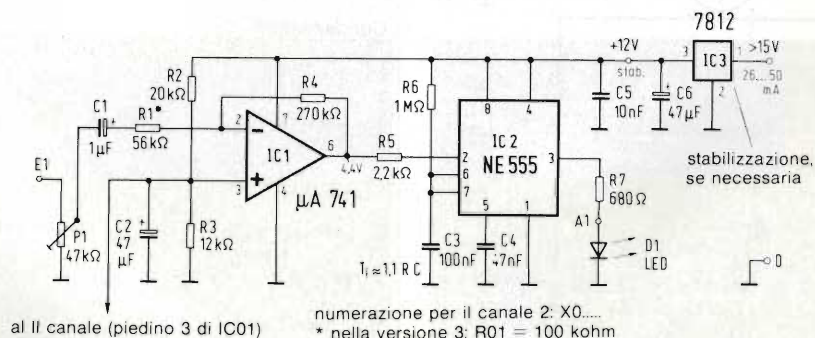 7812
+12V
stab.
3
IC3
1
>15V
26...50
mA
2
R2
20kΩ
R4
270kΩ
R6
1MΩ
C5
10nF
C6
47µF
stabilizzazione,
se necessaria
C1
1µF
R1*
56kΩ
2
7
IC1
6
4,4V
3
4
µA 741
R5
2,2kΩ
8
4
IC2
NE 555
2
6
7
3
5
1
R7
680Ω
A1
D1
LED
E1
P1
47kΩ
C2
47
µF
R3
12kΩ
C3
100nF
C4
47nF
Ti ≈ 1,1 R C
0
al II canale (piedino 3 di IC01)
numerazione per il canale 2: X0.....
* nella versione 3: R01 = 100 kohm